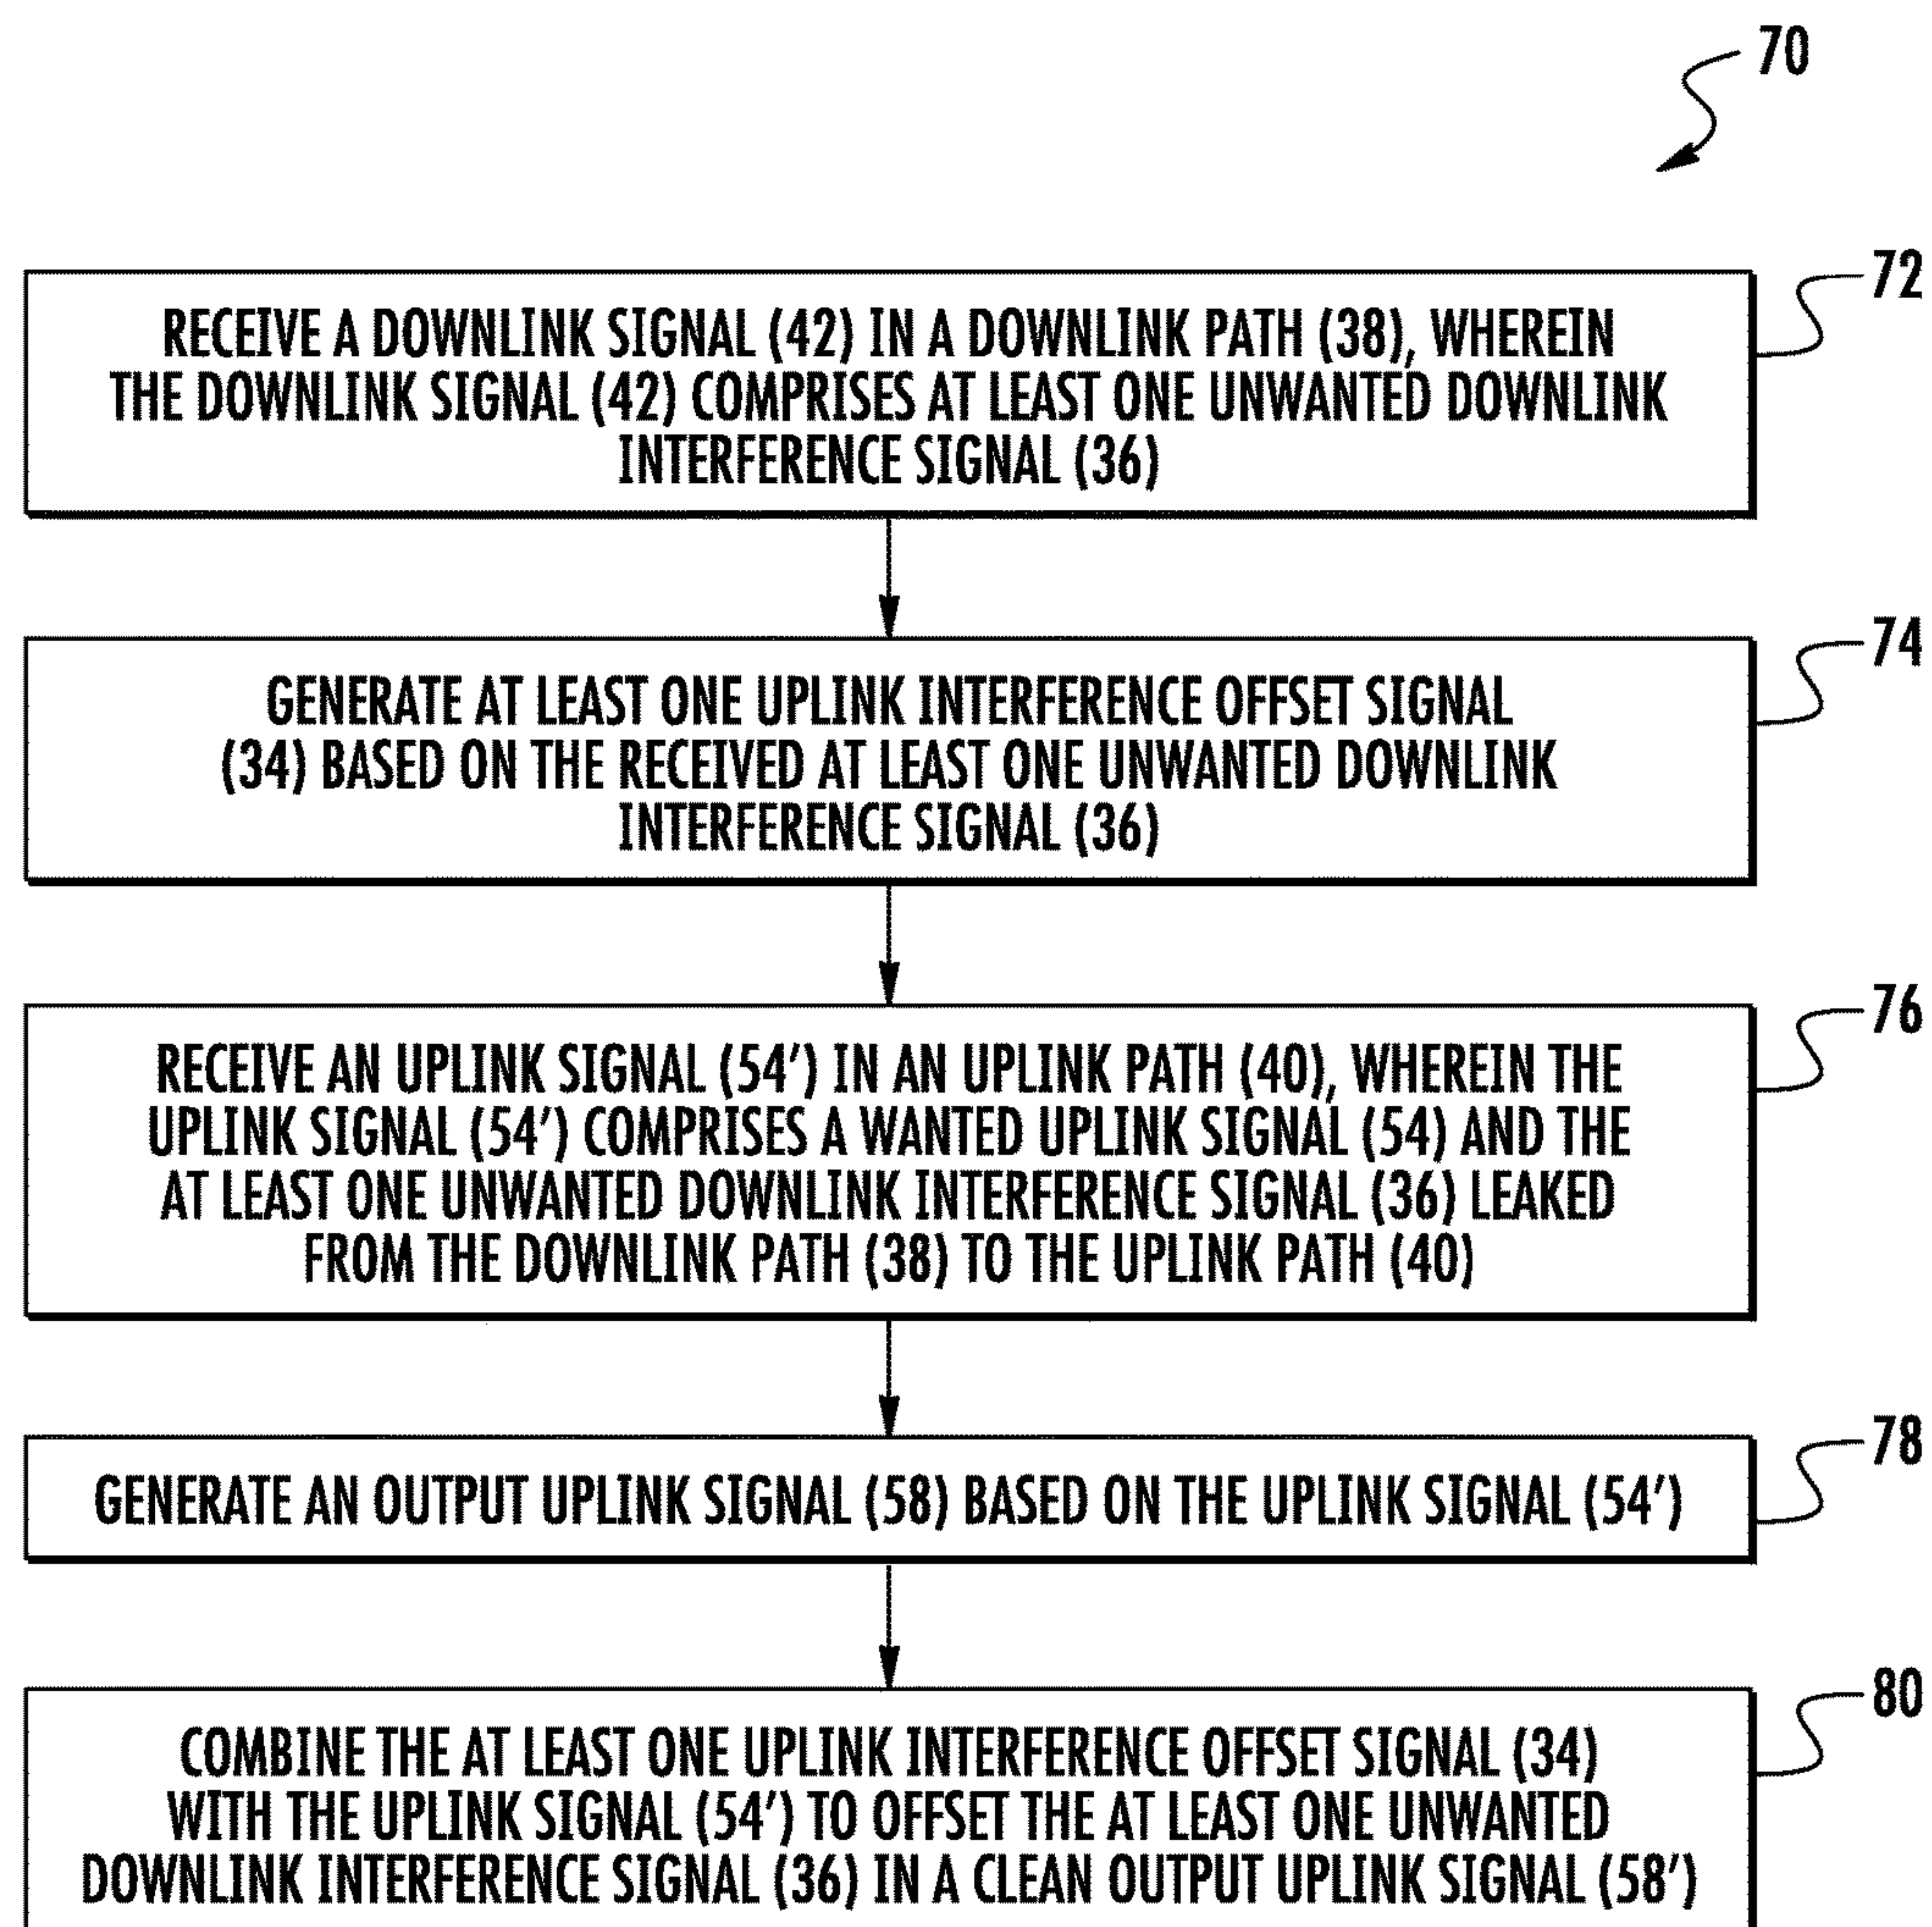 70
72
RECEIVE A DOWNLINK SIGNAL (42) IN A DOWNLINK PATH (38), WHEREIN
THE DOWNLINK SIGNAL (42) COMPRISES AT LEAST ONE UNWANTED DOWNLINK
INTERFERENCE SIGNAL (36)
74
GENERATE AT LEAST ONE UPLINK INTERFERENCE OFFSET SIGNAL
(34) BASED ON THE RECEIVED AT LEAST ONE UNWANTED DOWNLINK
INTERFERENCE SIGNAL (36)
76
RECEIVE AN UPLINK SIGNAL (54') IN AN UPLINK PATH (40), WHEREIN THE
UPLINK SIGNAL (54') COMPRISES A WANTED UPLINK SIGNAL (54) AND THE
AT LEAST ONE UNWANTED DOWNLINK INTERFERENCE SIGNAL (36) LEAKED
FROM THE DOWNLINK PATH (38) TO THE UPLINK PATH (40)
78
GENERATE AN OUTPUT UPLINK SIGNAL (58) BASED ON THE UPLINK SIGNAL (54')
80
COMBINE THE AT LEAST ONE UPLINK INTERFERENCE OFFSET SIGNAL (34)
WITH THE UPLINK SIGNAL (54') TO OFFSET THE AT LEAST ONE UNWANTED
DOWNLINK INTERFERENCE SIGNAL (36) IN A CLEAN OUTPUT UPLINK SIGNAL (58')